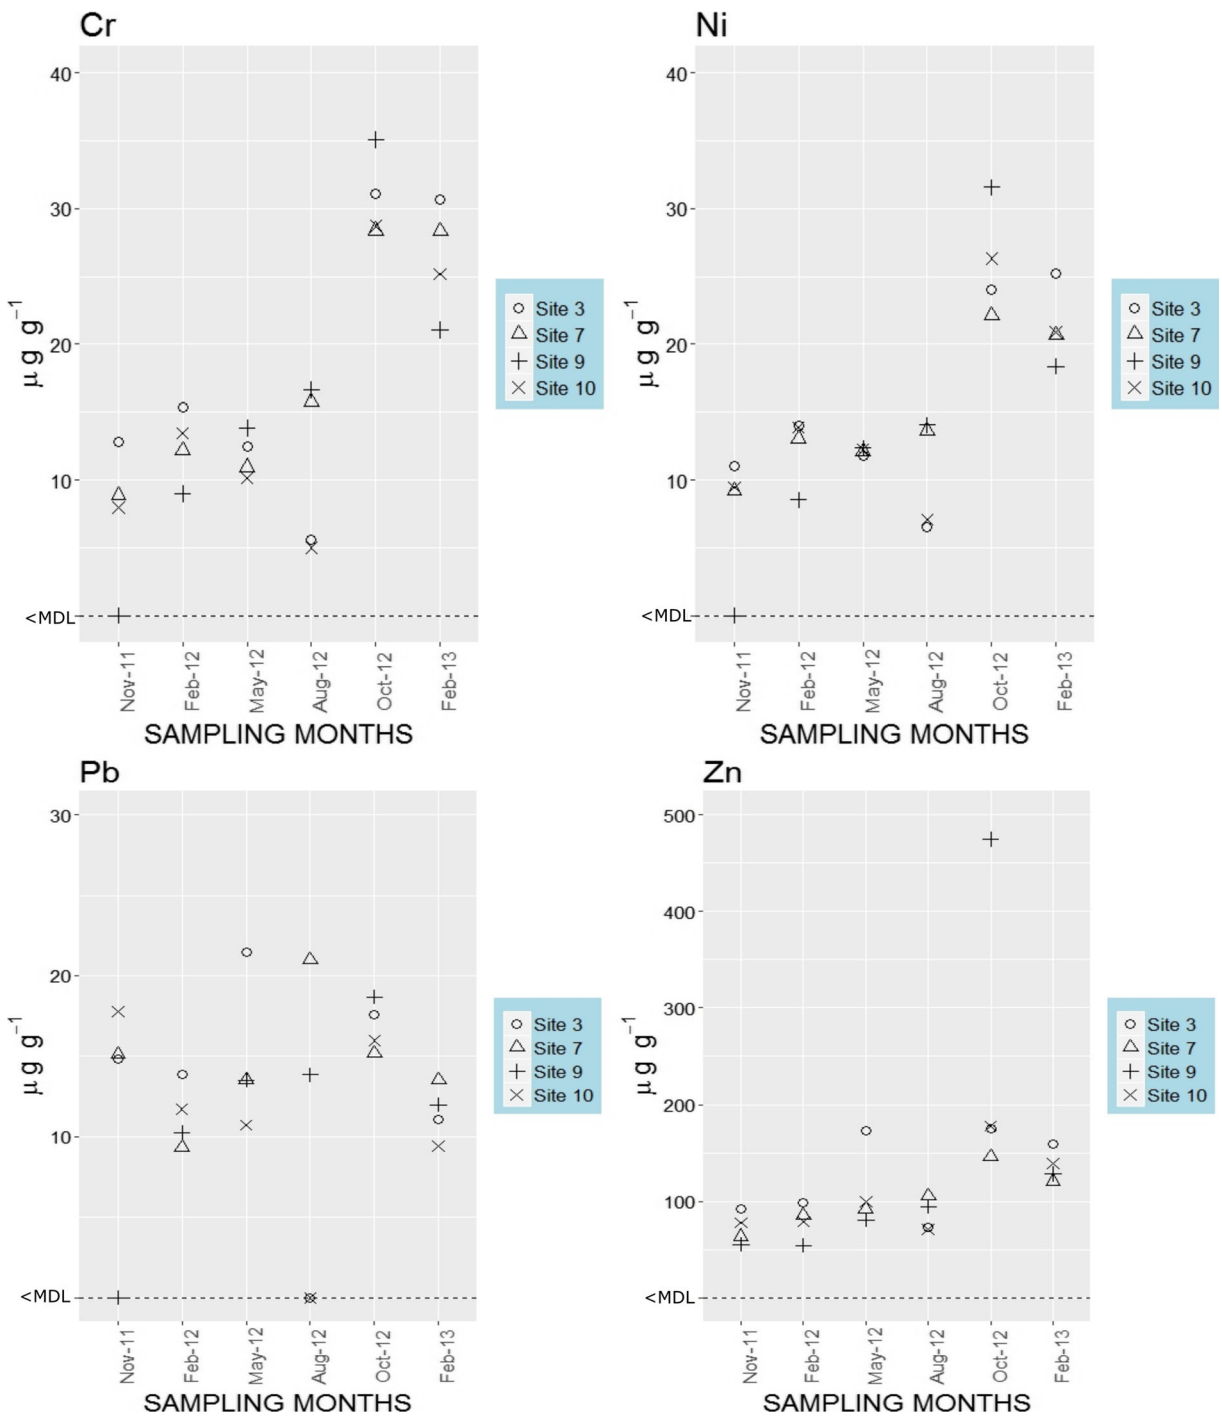 Cr
40
30
20
10
<MDL
μg g⁻¹
Nov-11
Feb-12
May-12
Aug-12
Oct-12
Feb-13
SAMPLING MONTHS
Site 3
Site 7
Site 9
Site 10
Ni
40
30
20
10
<MDL
μg g⁻¹
Nov-11
Feb-12
May-12
Aug-12
Oct-12
Feb-13
SAMPLING MONTHS
Site 3
Site 7
Site 9
Site 10
Pb
30
20
10
<MDL
μg g⁻¹
Nov-11
Feb-12
May-12
Aug-12
Oct-12
Feb-13
SAMPLING MONTHS
Site 3
Site 7
Site 9
Site 10
Zn
500
400
300
200
100
<MDL
μg g⁻¹
Nov-11
Feb-12
May-12
Aug-12
Oct-12
Feb-13
SAMPLING MONTHS
Site 3
Site 7
Site 9
Site 10